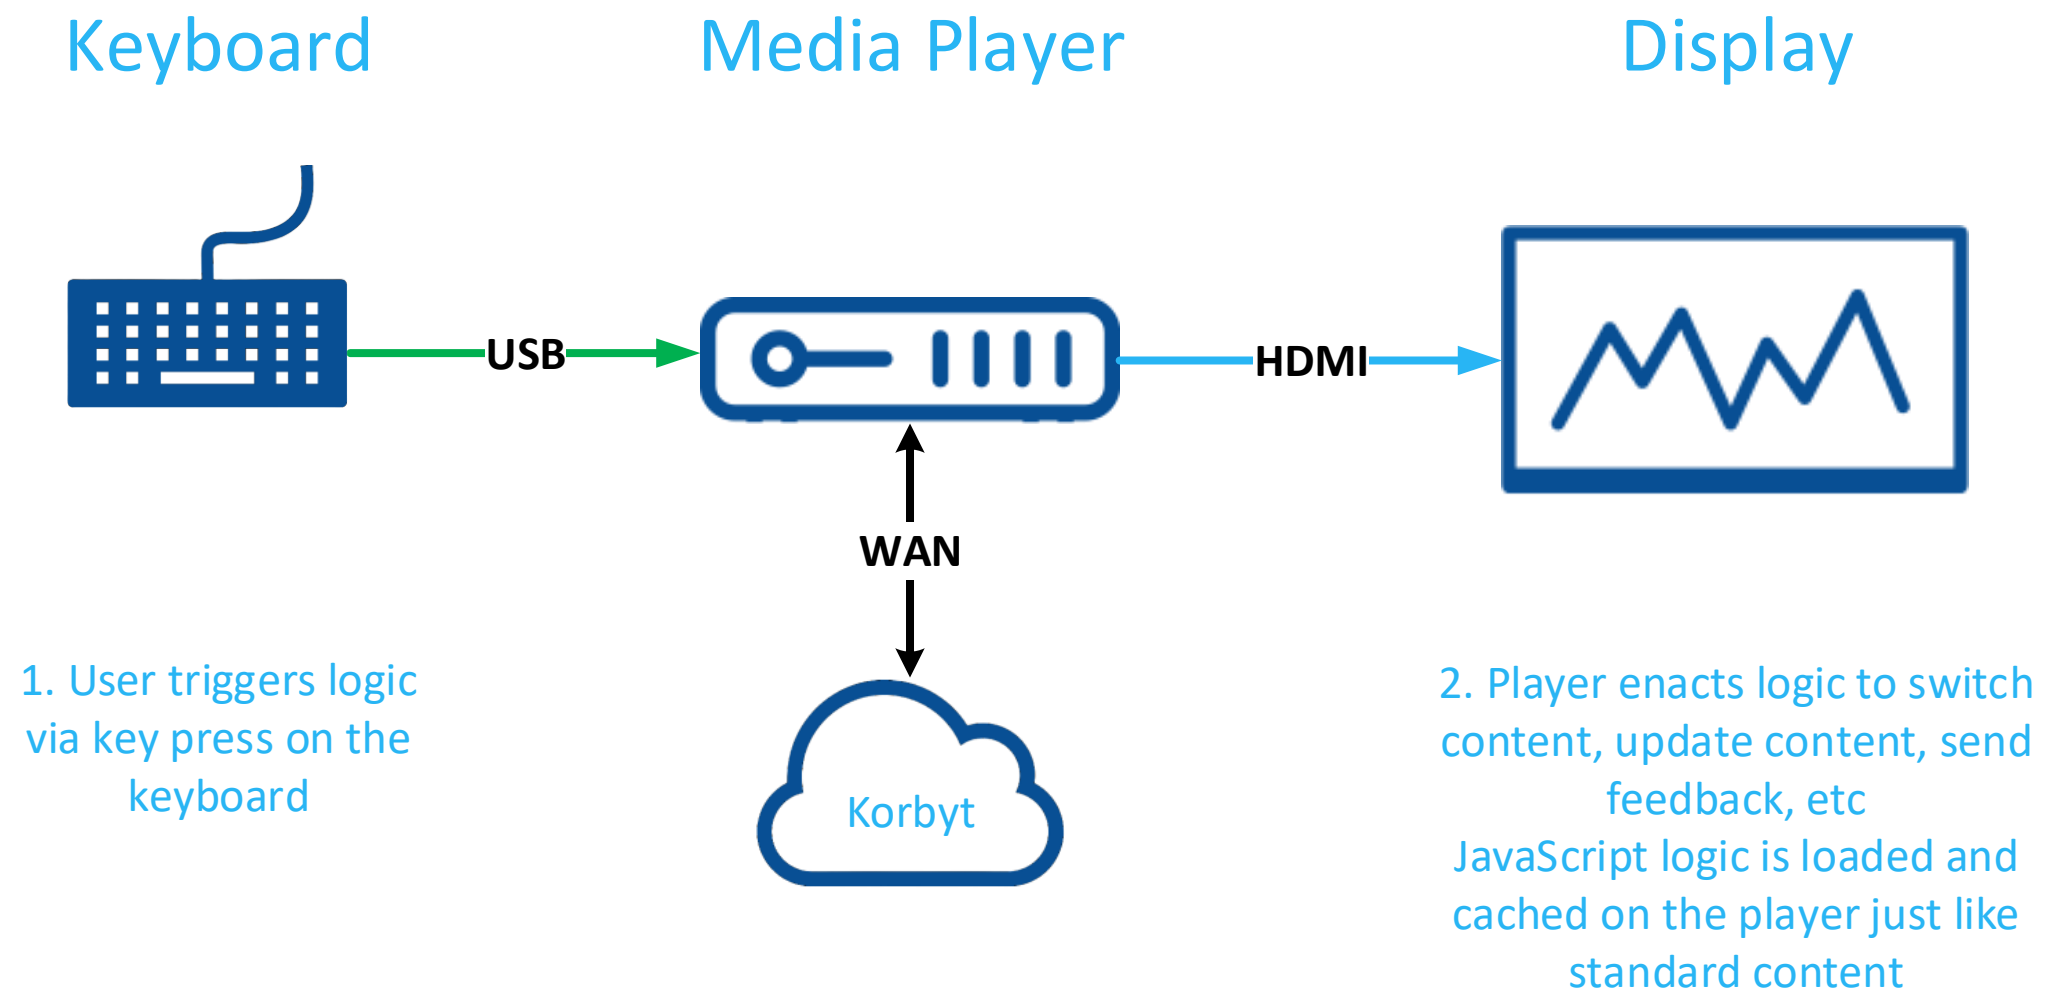 Keyboard
Media Player
Display
USB
HDMI
WAN
Korbyt
1. User triggers logic
via key press on the
keyboard
2. Player enacts logic to switch
content, update content, send
feedback, etc
JavaScript logic is loaded and
cached on the player just like
standard content